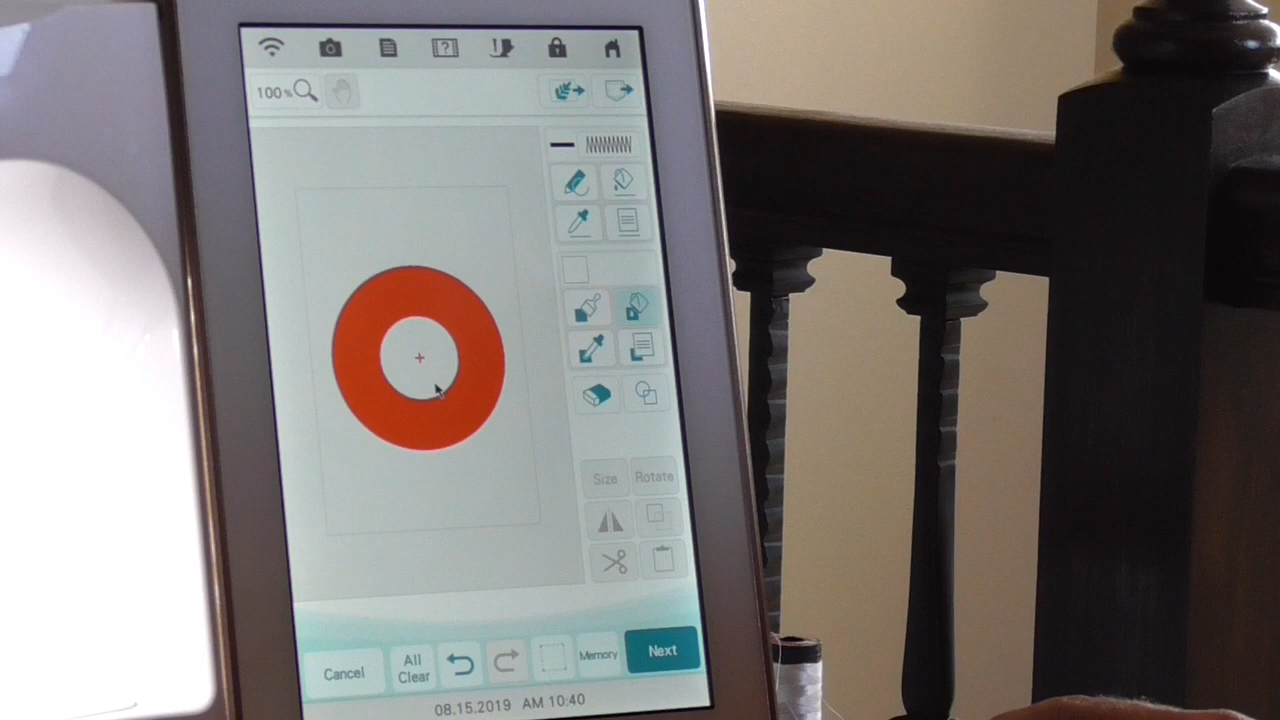 100%
Size
Rotate
Cancel
All
Clear
Memory
Next
08.15.2019 AM 10:40